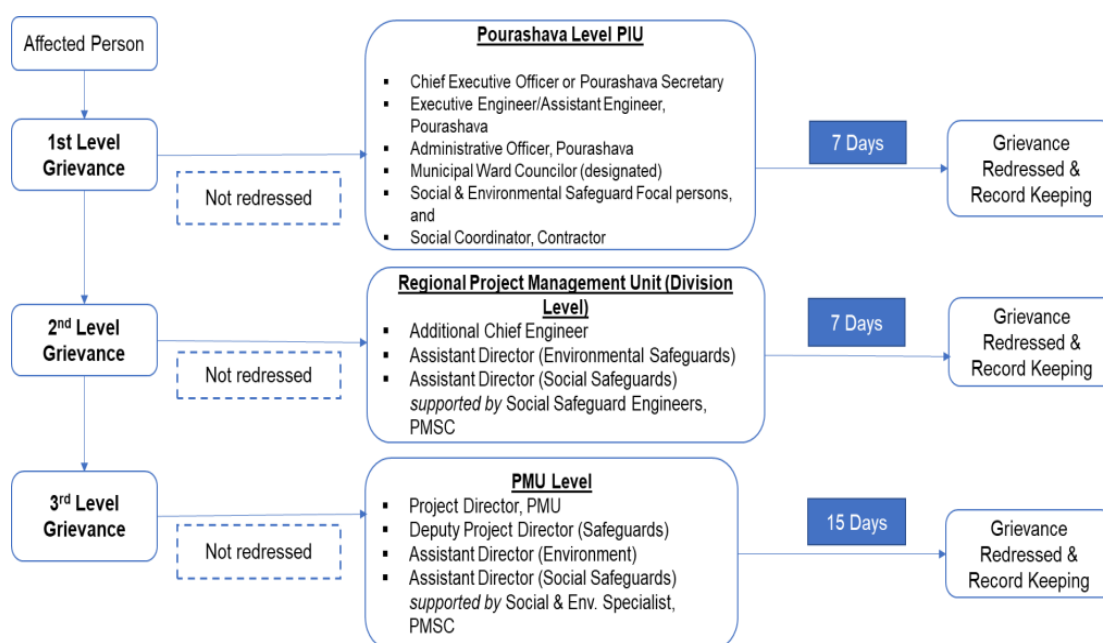 Affected Person
Pourashava Level PIU
▪ Chief Executive Officer or Pourashava Secretary
▪ Executive Engineer/Assistant Engineer,
Pourashava
▪ Administrative Officer, Pourashava
▪ Municipal Ward Councilor (designated)
▪ Social & Environmental Safeguard Focal persons,
and
▪ Social Coordinator, Contractor
1st Level
Grievance
Not redressed
7 Days
Grievance
Redressed &
Record Keeping
Regional Project Management Unit (Division
Level)
▪ Additional Chief Engineer
▪ Assistant Director (Environmental Safeguards)
▪ Assistant Director (Social Safeguards)
supported by Social Safeguard Engineers,
PMSC
2nd Level
Grievance
Not redressed
7 Days
Grievance
Redressed &
Record Keeping
PMU Level
▪ Project Director, PMU
▪ Deputy Project Director (Safeguards)
▪ Assistant Director (Environment)
▪ Assistant Director (Social Safeguards)
supported by Social & Env. Specialist,
PMSC
3rd Level
Grievance
Not redressed
15 Days
Grievance
Redressed &
Record Keeping